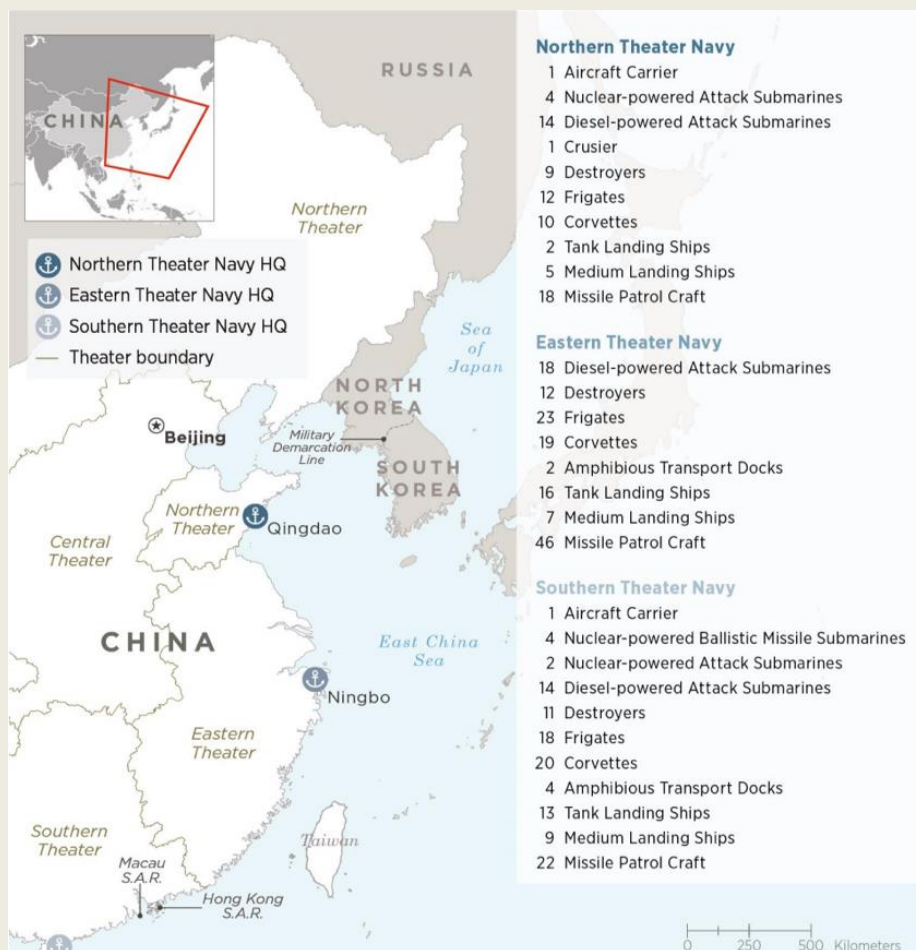 CHINA
RUSSIA
Northern
Theater
Northern Theater Navy HQ
Eastern Theater Navy HQ
Southern Theater Navy HQ
Theater boundary
Sea
of
Japan
NORTH
KOREA
Beijing
Military
Demarcation
Line
SOUTH
KOREA
Northern
Theater
Qingdao
Central
Theater
CHINA
East China
Sea
Ningbo
Eastern
Theater
Southern
Theater
Taiwan
Macau
S.A.R.
Hong Kong
S.A.R.
Northern Theater Navy
1 Aircraft Carrier
4 Nuclear-powered Attack Submarines
14 Diesel-powered Attack Submarines
1 Crusier
9 Destroyers
12 Frigates
10 Corvettes
2 Tank Landing Ships
5 Medium Landing Ships
18 Missile Patrol Craft
Eastern Theater Navy
18 Diesel-powered Attack Submarines
12 Destroyers
23 Frigates
19 Corvettes
2 Amphibious Transport Docks
16 Tank Landing Ships
7 Medium Landing Ships
46 Missile Patrol Craft
Southern Theater Navy
1 Aircraft Carrier
4 Nuclear-powered Ballistic Missile Submarines
2 Nuclear-powered Attack Submarines
14 Diesel-powered Attack Submarines
11 Destroyers
18 Frigates
20 Corvettes
4 Amphibious Transport Docks
13 Tank Landing Ships
9 Medium Landing Ships
22 Missile Patrol Craft
0 250 500 Kilometers